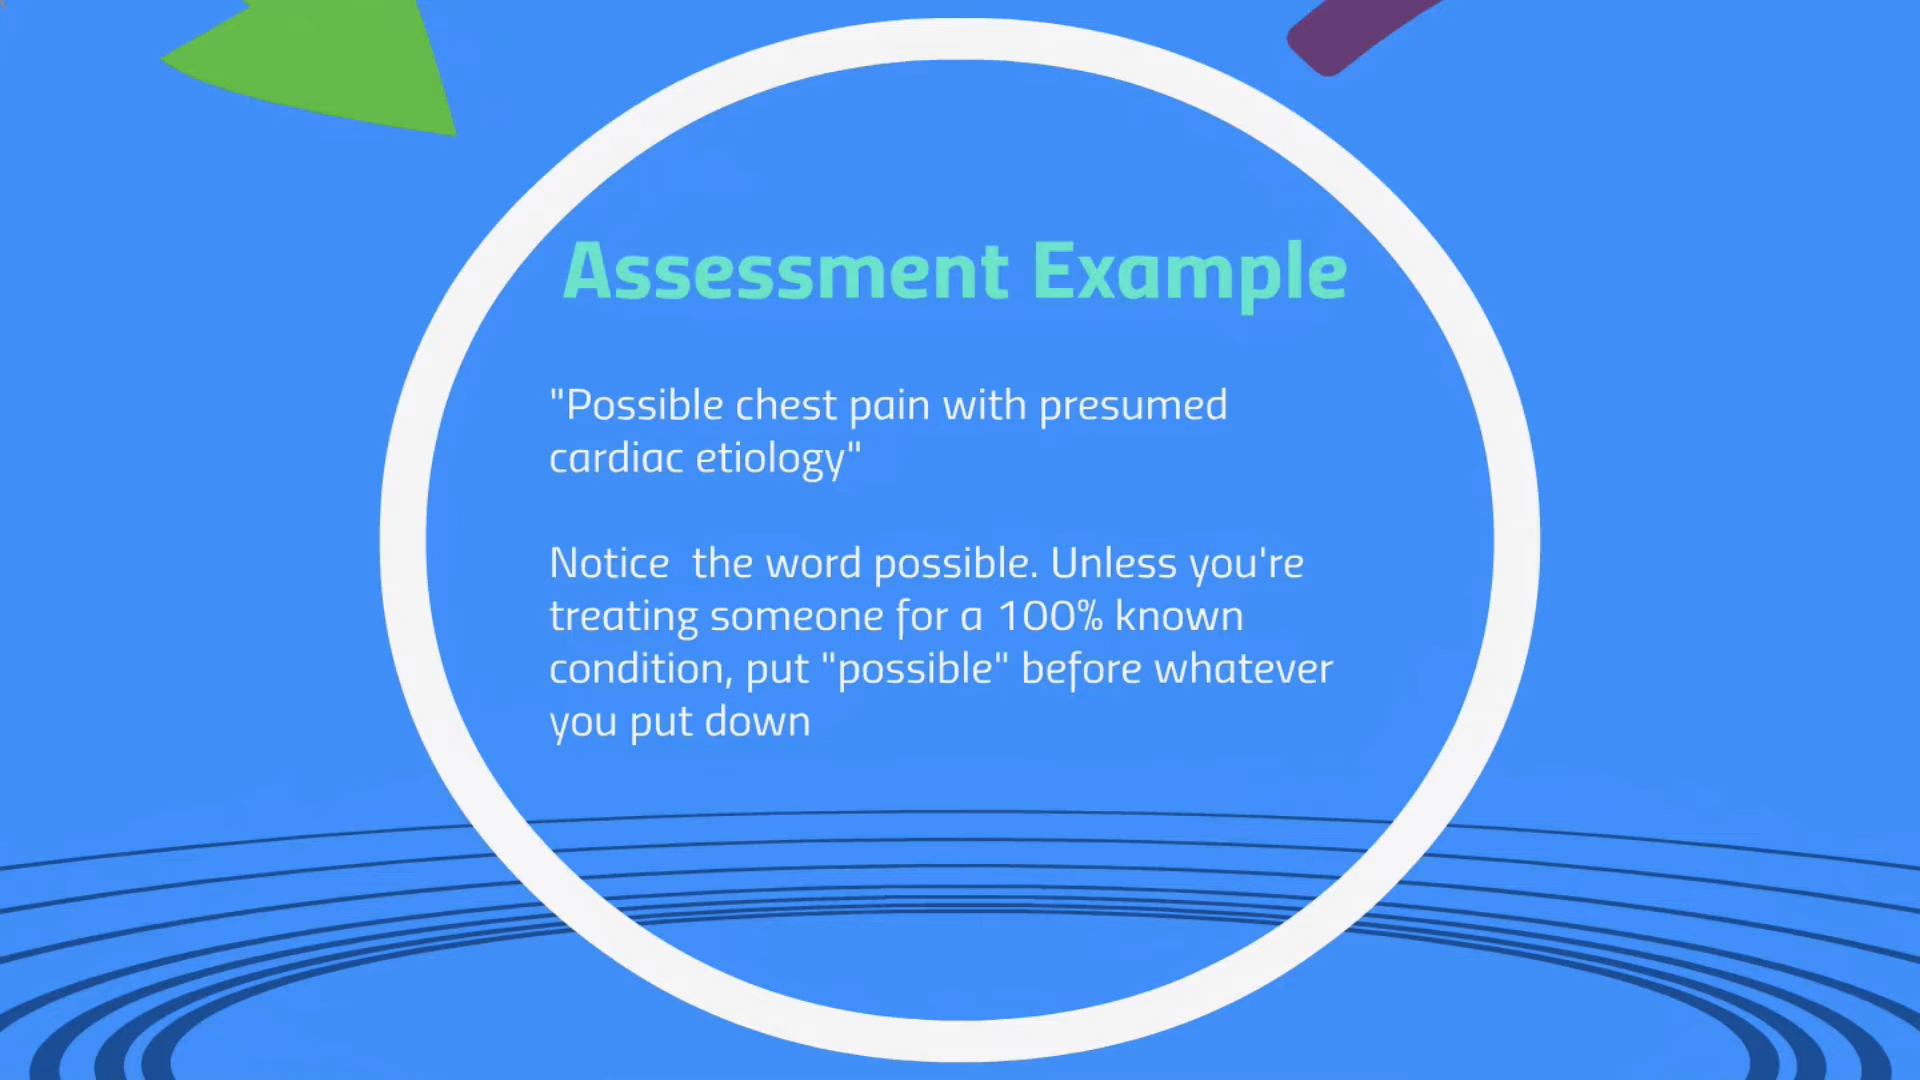 Assessment Example
"Possible chest pain with presumed
cardiac etiology"
Notice  the word possible. Unless you're
treating someone for a 100% known
condition, put "possible" before whatever
you put down